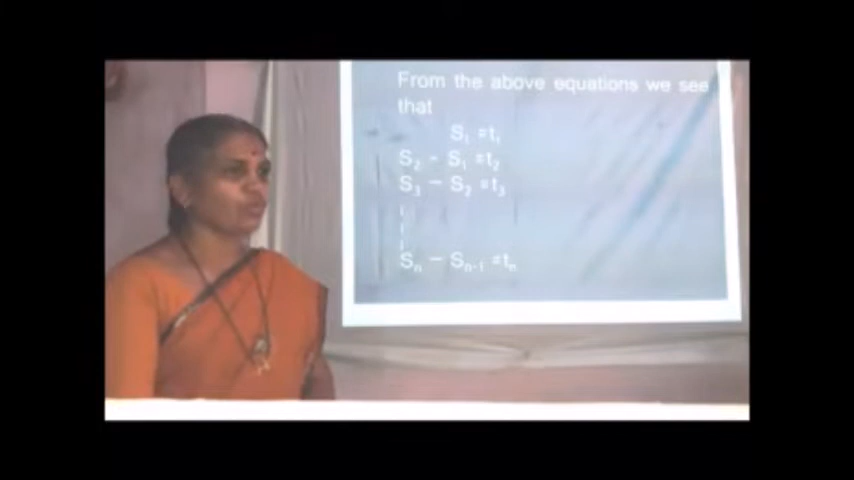 From the above equations we see
that
S₁ =t₁
S₂ - S₁ =t₂
S₃ – S₂ =t₃
Sₙ – Sₙ₋₁ =tₙ